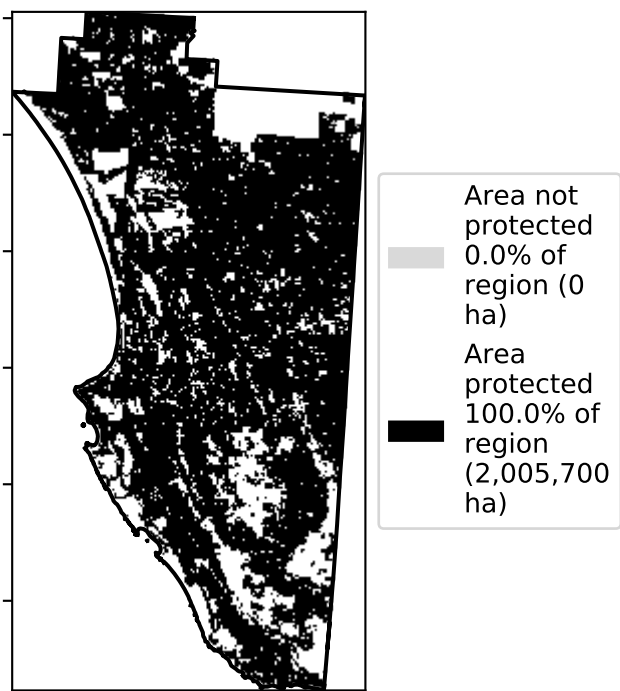 Area not
protected
0.0% of
region (0
ha)
Area
protected
100.0% of
region
(2,005,700
ha)